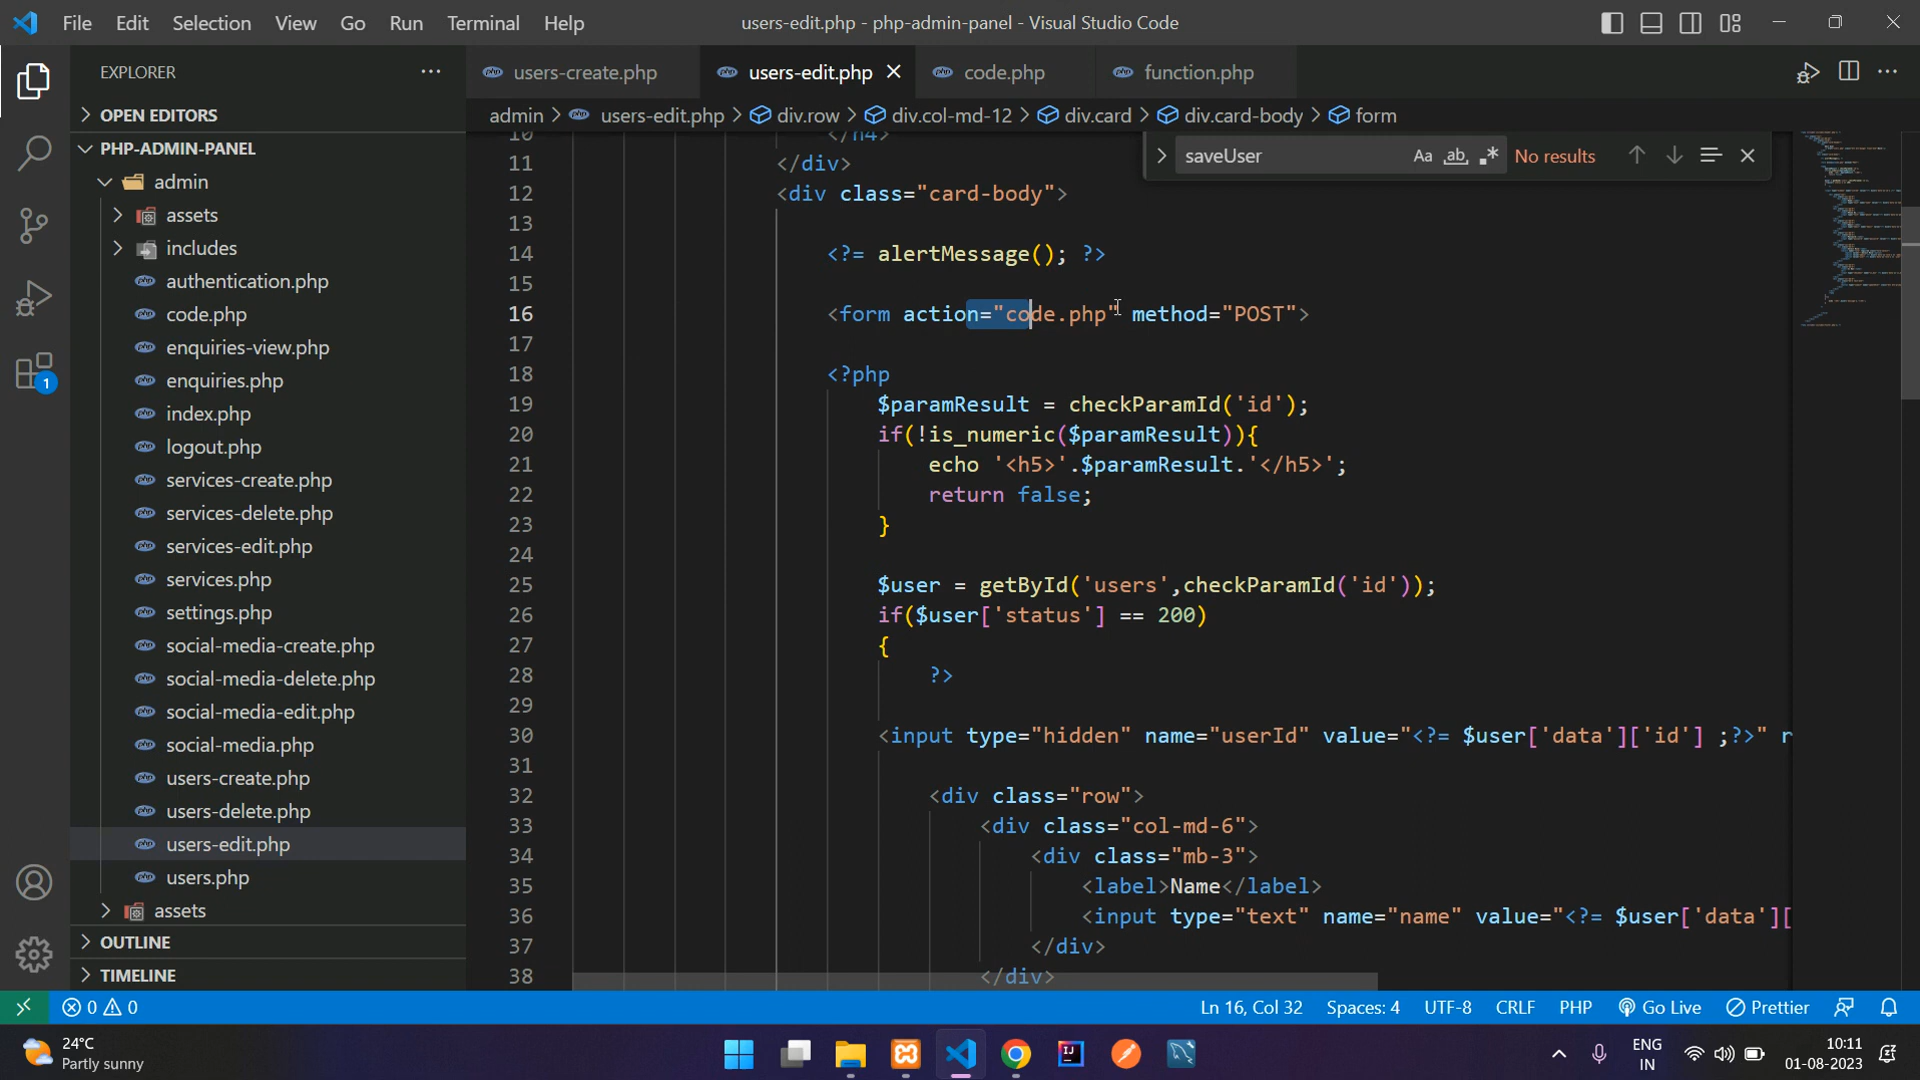 File Edit Selection View Go Run Terminal Help
users-edit.php - php-admin-panel - Visual Studio Code
EXPLORER
OPEN EDITORS
PHP-ADMIN-PANEL
admin
assets
includes
authentication.php
code.php
enquiries-view.php
enquiries.php
index.php
logout.php
services-create.php
services-delete.php
services-edit.php
services.php
settings.php
social-media-create.php
social-media-delete.php
social-media-edit.php
social-media.php
users-create.php
users-delete.php
users-edit.php
users.php
assets
OUTLINE
TIMELINE
1
users-create.php users-edit.php code.php function.php
admin > users-edit.php > div.row > div.col-md-12 > div.card > div.card-body > form
saveUser Aa ab No results
10 </h4>
11 </div>
12 <div class="card-body">
13
14 <?= alertMessage(); ?>
15
16 <form action="code.php" method="POST">
17
18 <?php
19 $paramResult = checkParamId('id');
20 if(!is_numeric($paramResult)){
21 echo '<h5>'.$paramResult.'</h5>';
22 return false;
23 }
24
25 $user = getById('users',checkParamId('id'));
26 if($user['status'] == 200)
27 {
28 ?>
29
30 <input type="hidden" name="userId" value="<?= $user['data']['id'] ;?>" r
31
32 <div class="row">
33 <div class="col-md-6">
34 <div class="mb-3">
35 <label>Name</label>
36 <input type="text" name="name" value="<?= $user['data'][
37 </div>
38 </div>
0 0 Ln 16, Col 32 Spaces: 4 UTF-8 CRLF PHP Go Live Prettier
24°C
Partly sunny
ENG
IN
10:11
01-08-2023